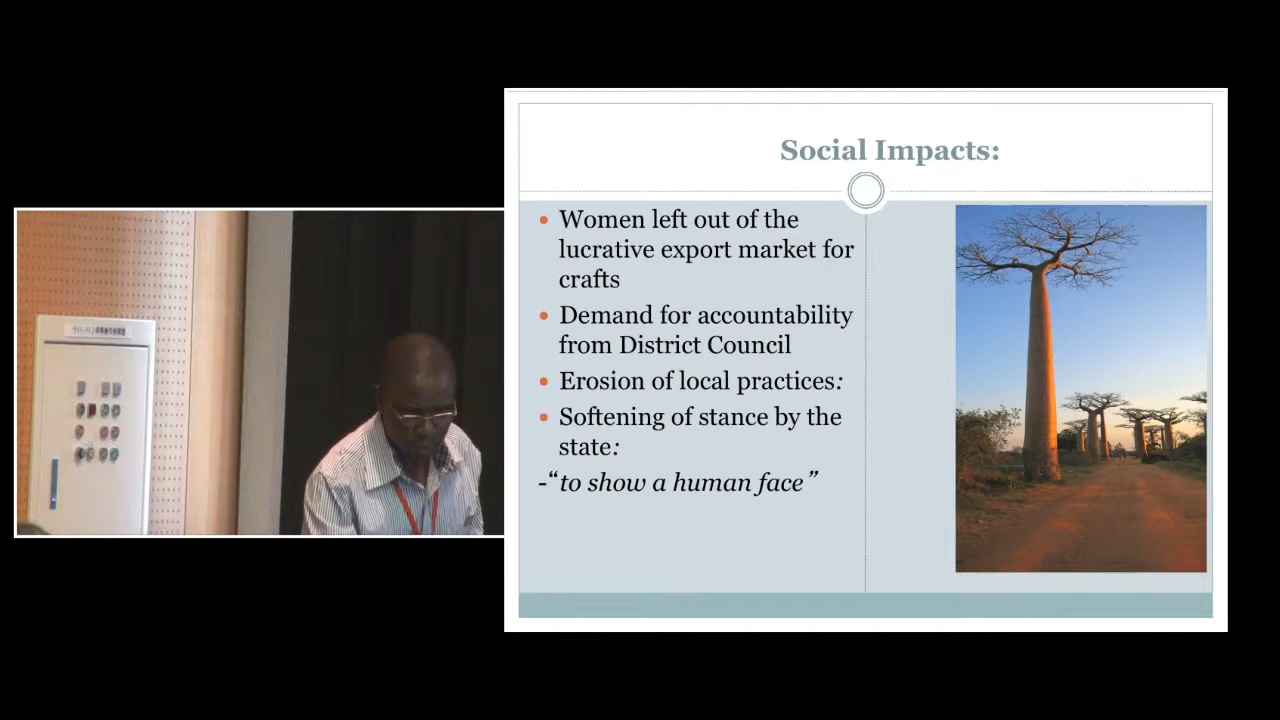 Social Impacts:
• Women left out of the
lucrative export market for
crafts
• Demand for accountability
from District Council
• Erosion of local practices:
• Softening of stance by the
state:
-“to show a human face”